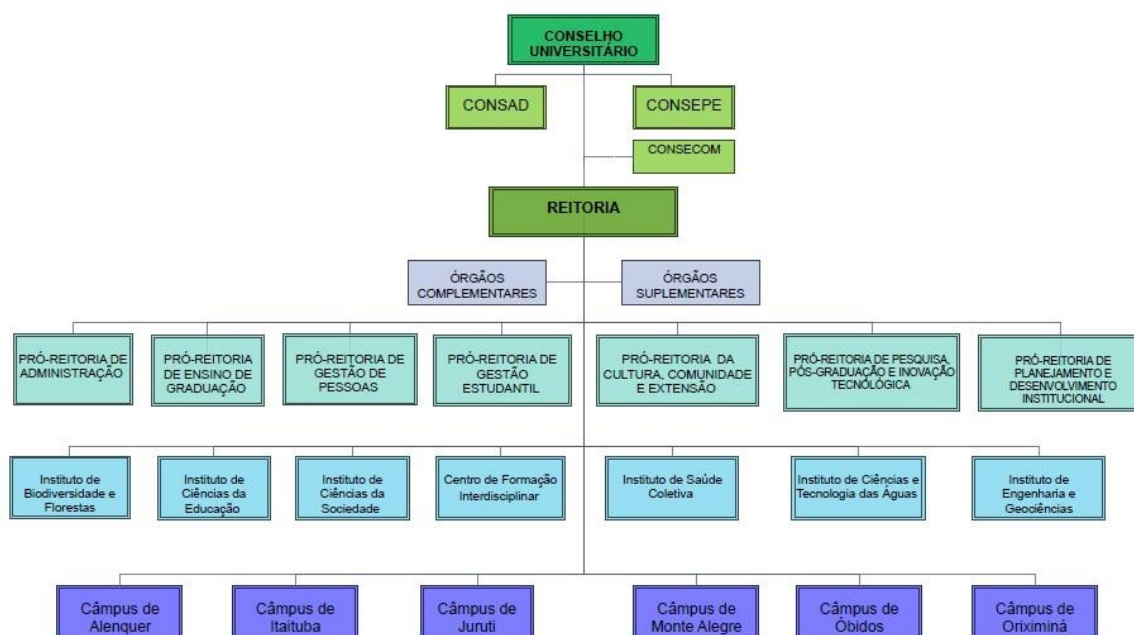 CONSELHO
UNIVERSITÁRIO
CONSAD
CONSEPE
CONSECOM
REITORIA
ÓRGÃOS
COMPLEMENTARES
ÓRGÃOS
SUPLEMENTARES
PRÓ-REITORIA DE
ADMINISTRAÇÃO
PRÓ-REITORIA
DE ENSINO DE
GRADUAÇÃO
PRÓ-REITORIA DE
GESTÃO DE
PESSOAS
PRÓ-REITORIA DE
GESTÃO
ESTUDANTIL
PRÓ-REITORIA DA
CULTURA, COMUNIDADE
E EXTENSÃO
PRÓ-REITORIA DE PESQUISA,
PÓS-GRADUAÇÃO E INOVAÇÃO
TECNOLÓGICA
PRÓ-REITORIA DE
PLANEJAMENTO E
DESENVOLVIMENTO
INSTITUCIONAL
Instituto de
Biodiversidade e
Florestas
Instituto de
Ciências da
Educação
Instituto de
Ciências da
Sociedade
Centro de Formação
Interdisciplinar
Instituto de Saúde
Coletiva
Instituto de Ciências e
Tecnologia das Águas
Instituto de
Engenharia e
Geociências
Câmpus de
Alenquer
Câmpus de
Itaituba
Câmpus de
Juruti
Câmpus de
Monte Alegre
Câmpus de
Óbidos
Câmpus de
Oriximiná